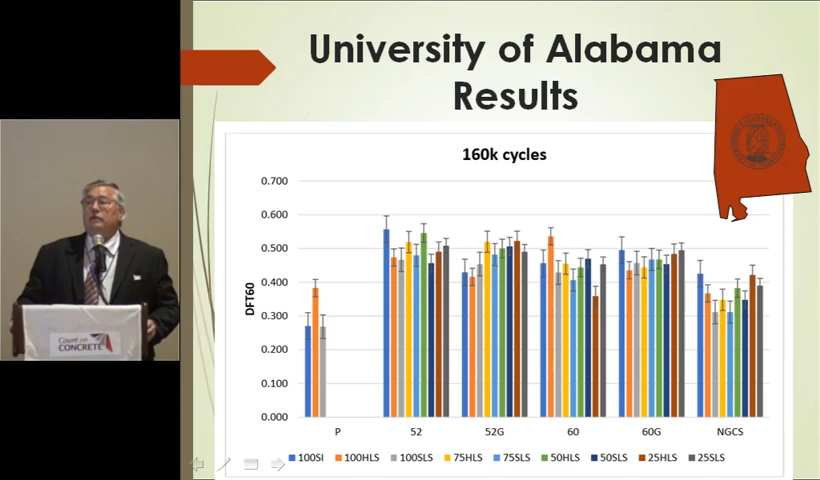 University of Alabama
Results
160k cycles
0.700
0.600
0.500
0.400
0.300
0.200
0.100
0.000
DFT60
P 52 52G 60 60G NGCS
100SI 100HLS 100SLS 75HLS 75SLS 50HLS 50SLS 25HLS 25SLS
Count on
CONCRETE